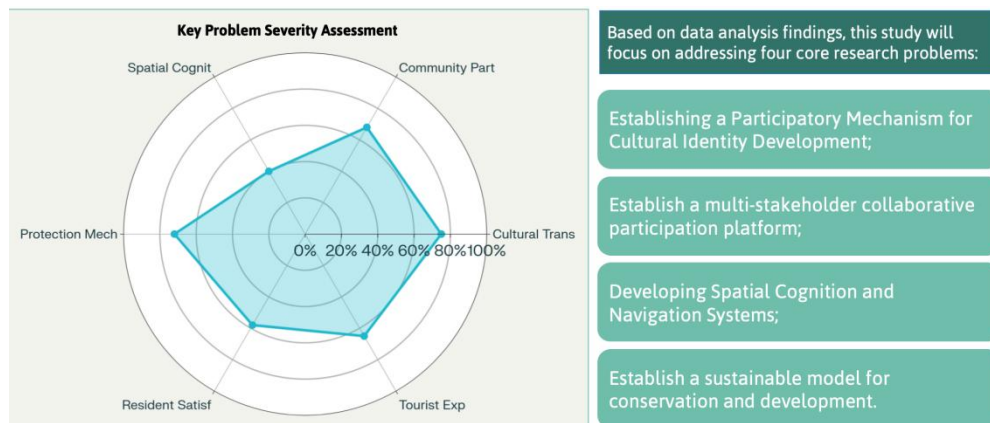 Key Problem Severity Assessment
Spatial Cognit
Community Part
Protection Mech
0% 20% 40% 60% 80% 100%
Cultural Trans
Resident Satisf
Tourist Exp
Based on data analysis findings, this study will
focus on addressing four core research problems:
Establishing a Participatory Mechanism for
Cultural Identity Development;
Establish a multi-stakeholder collaborative
participation platform;
Developing Spatial Cognition and
Navigation Systems;
Establish a sustainable model for
conservation and development.